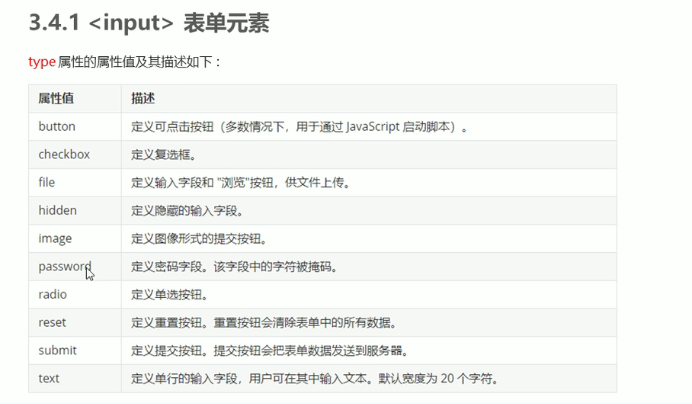 3.4.1 <input> 表单元素
type 属性的属性值及其描述如下：
属性值 描述
button 定义可点击按钮（多数情况下，用于通过 JavaScript 启动脚本）。
checkbox 定义复选框。
file 定义输入字段和 "浏览"按钮，供文件上传。
hidden 定义隐藏的输入字段。
image 定义图像形式的提交按钮。
password 定义密码字段。该字段中的字符被掩码。
radio 定义单选按钮。
reset 定义重置按钮。重置按钮会清除表单中的所有数据。
submit 定义提交按钮。提交按钮会把表单数据发送到服务器。
text 定义单行的输入字段，用户可在其中输入文本。默认宽度为 20 个字符。